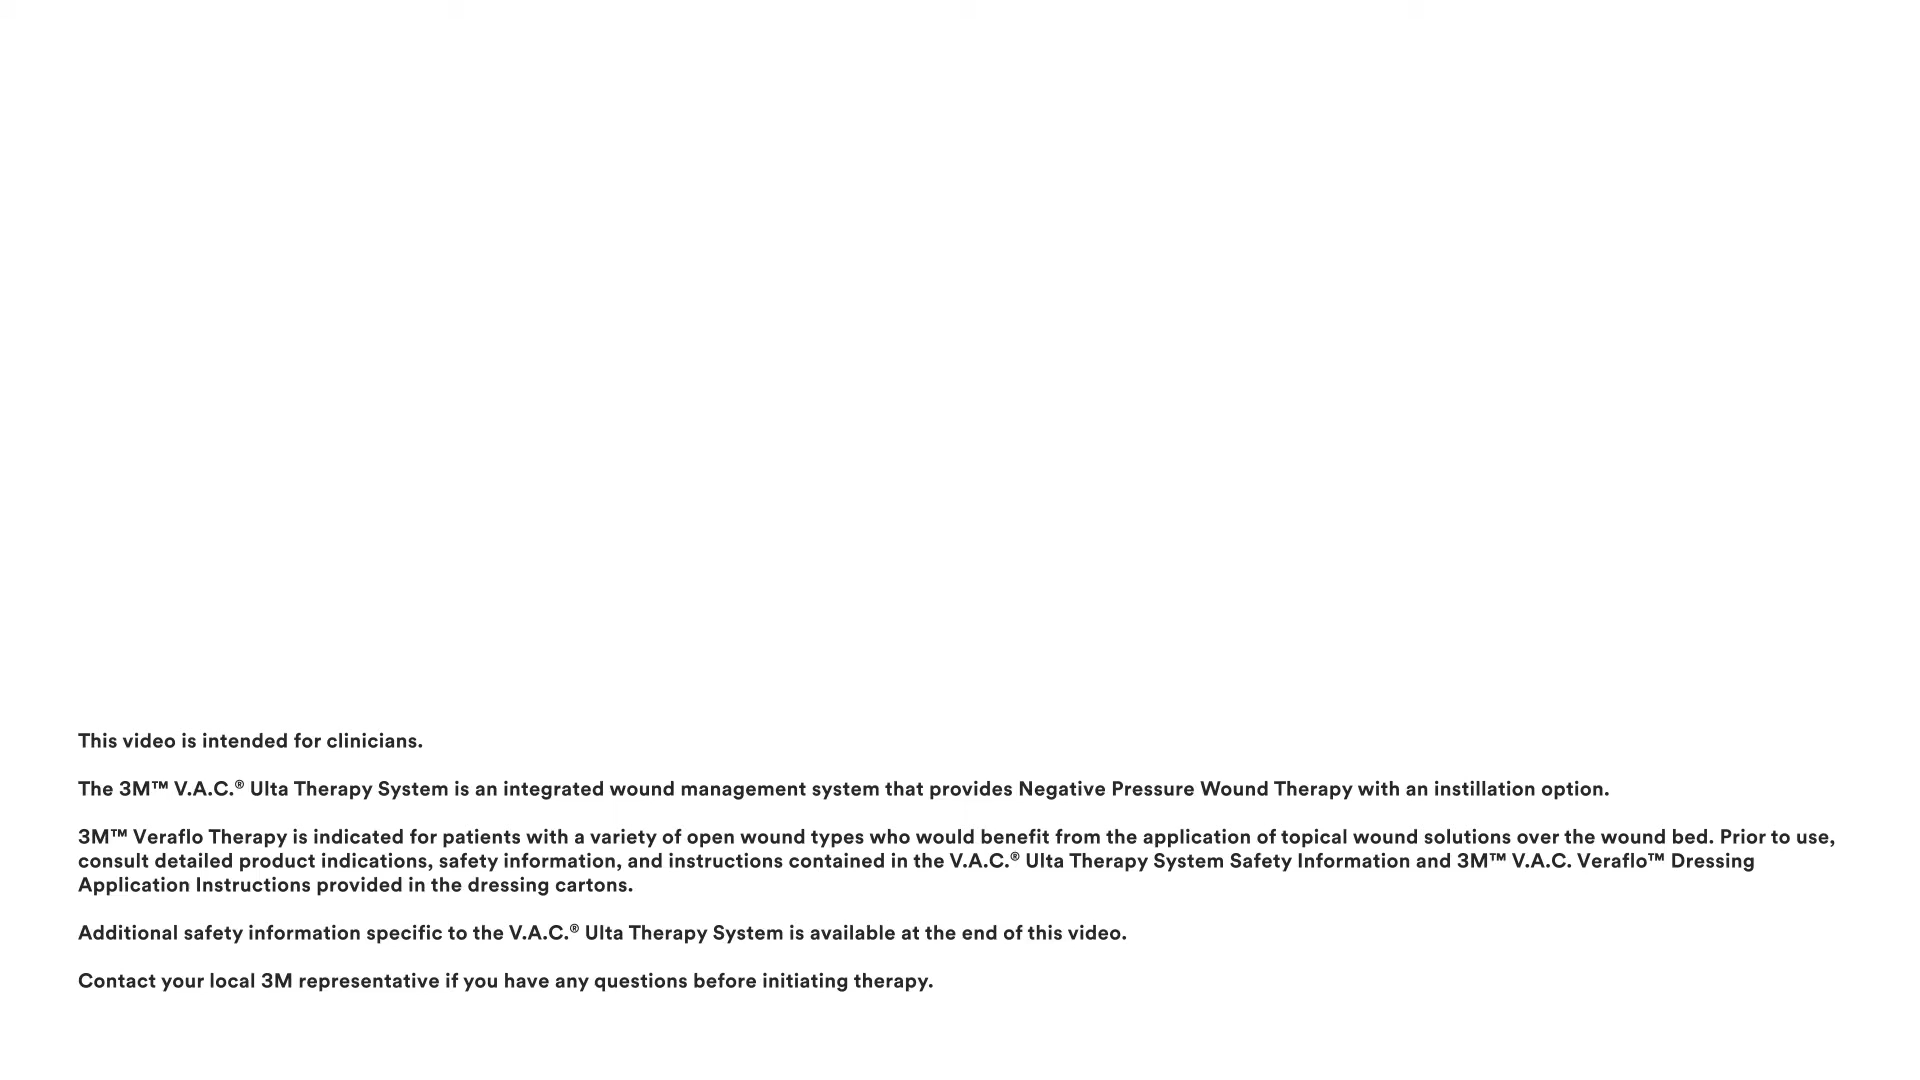 This video is intended for clinicians.
The 3M™ V.A.C.® Ulta Therapy System is an integrated wound management system that provides Negative Pressure Wound Therapy with an instillation option.
3M™ Veraflo Therapy is indicated for patients with a variety of open wound types who would benefit from the application of topical wound solutions over the wound bed. Prior to use,
consult detailed product indications, safety information, and instructions contained in the V.A.C.® Ulta Therapy System Safety Information and 3M™ V.A.C. Veraflo™ Dressing
Application Instructions provided in the dressing cartons.
Additional safety information specific to the V.A.C.® Ulta Therapy System is available at the end of this video.
Contact your local 3M representative if you have any questions before initiating therapy.